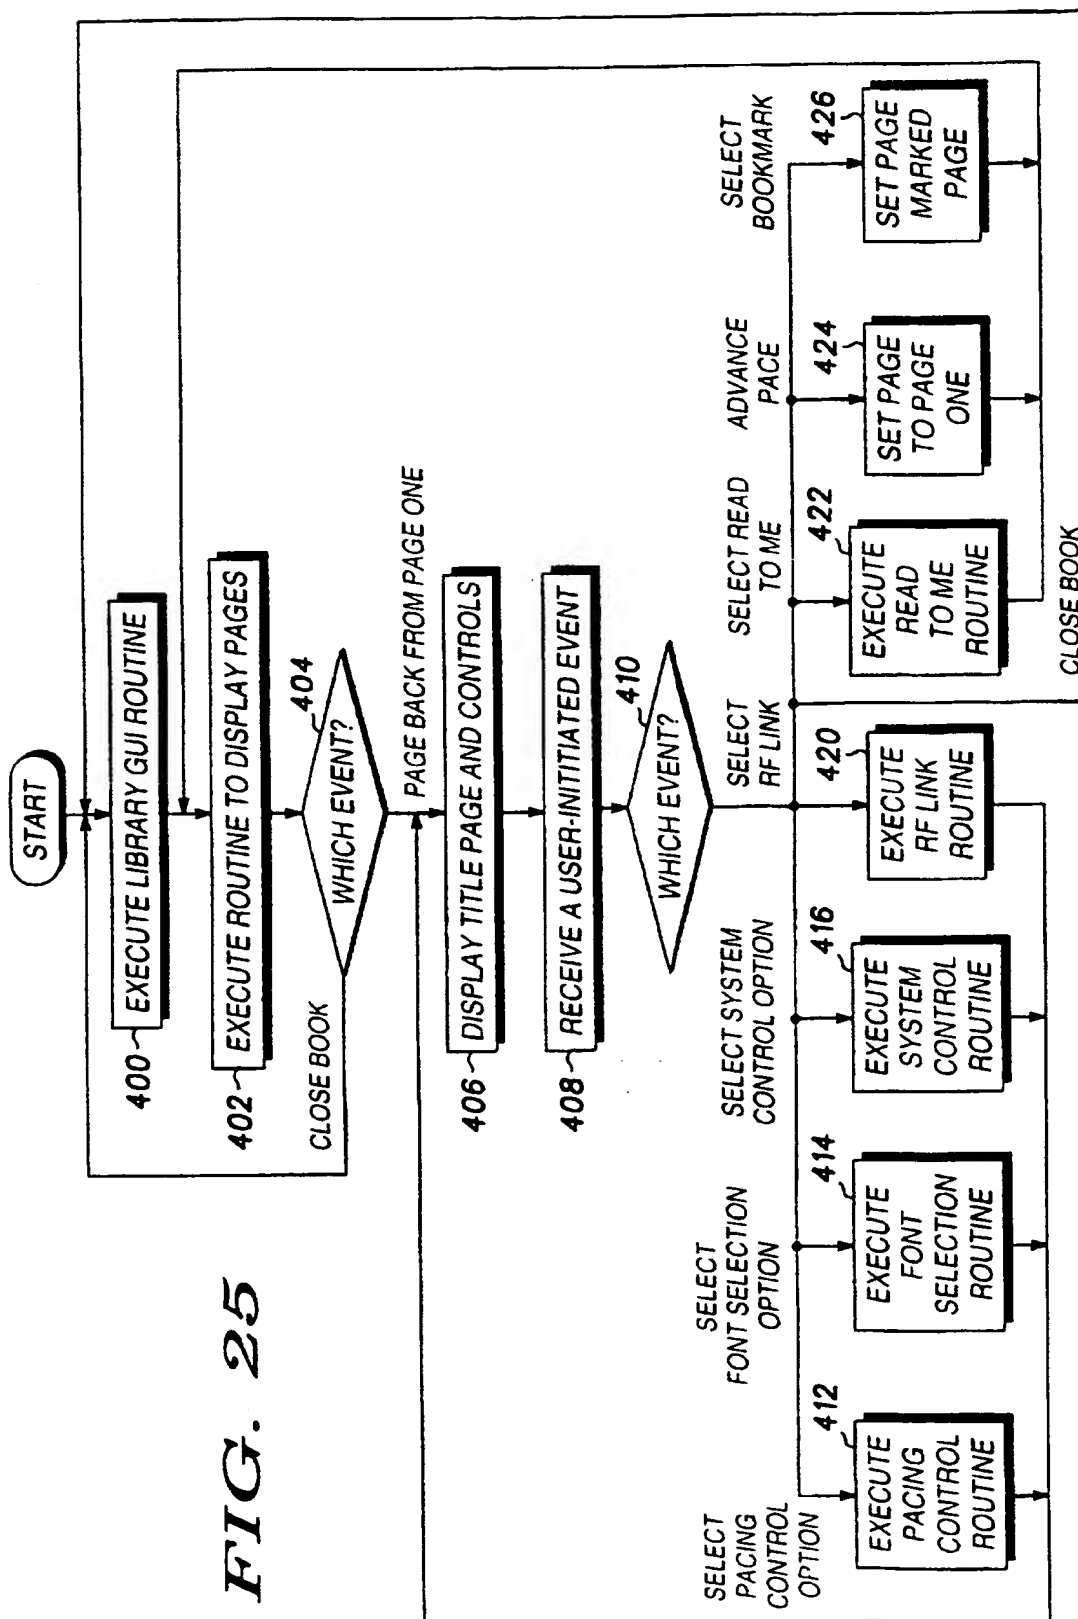 FIG. 25
START
EXECUTE LIBRARY GUI ROUTINE
400
EXECUTE ROUTINE TO DISPLAY PAGES
402
WHICH EVENT?
404
CLOSE BOOK
PAGE BACK FROM PAGE ONE
DISPLAY TITLE PAGE AND CONTROLS
406
RECEIVE A USER-INITITIATED EVENT
408
WHICH EVENT?
410
SELECT
PACING
CONTROL
OPTION
412
EXECUTE
PACING
CONTROL
ROUTINE
SELECT
FONT SELECTION
OPTION
414
EXECUTE
FONT
SELECTION
ROUTINE
SELECT SYSTEM
CONTROL OPTION
416
EXECUTE
SYSTEM
CONTROL
ROUTINE
SELECT
RF LINK
420
EXECUTE
RF LINK
ROUTINE
SELECT READ
TO ME
422
EXECUTE
READ
TO ME
ROUTINE
ADVANCE
PACE
424
SET PAGE
TO PAGE
ONE
SELECT
BOOKMARK
426
SET PAGE
MARKED
PAGE
CLOSE BOOK